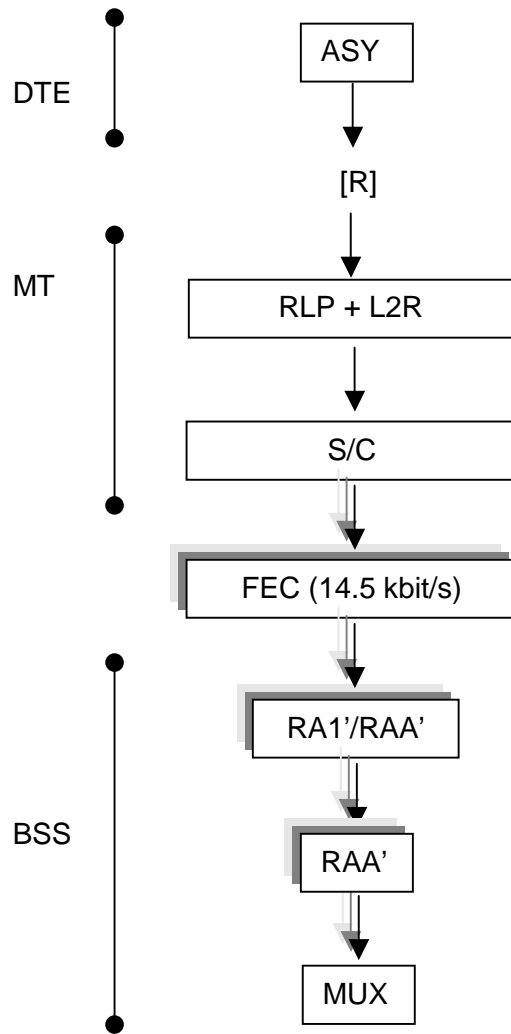 ASY
DTE
[R]
MT
RLP + L2R
S/C
FEC (14.5 kbit/s)
RA1’/RAA’
BSS
RAA’
MUX